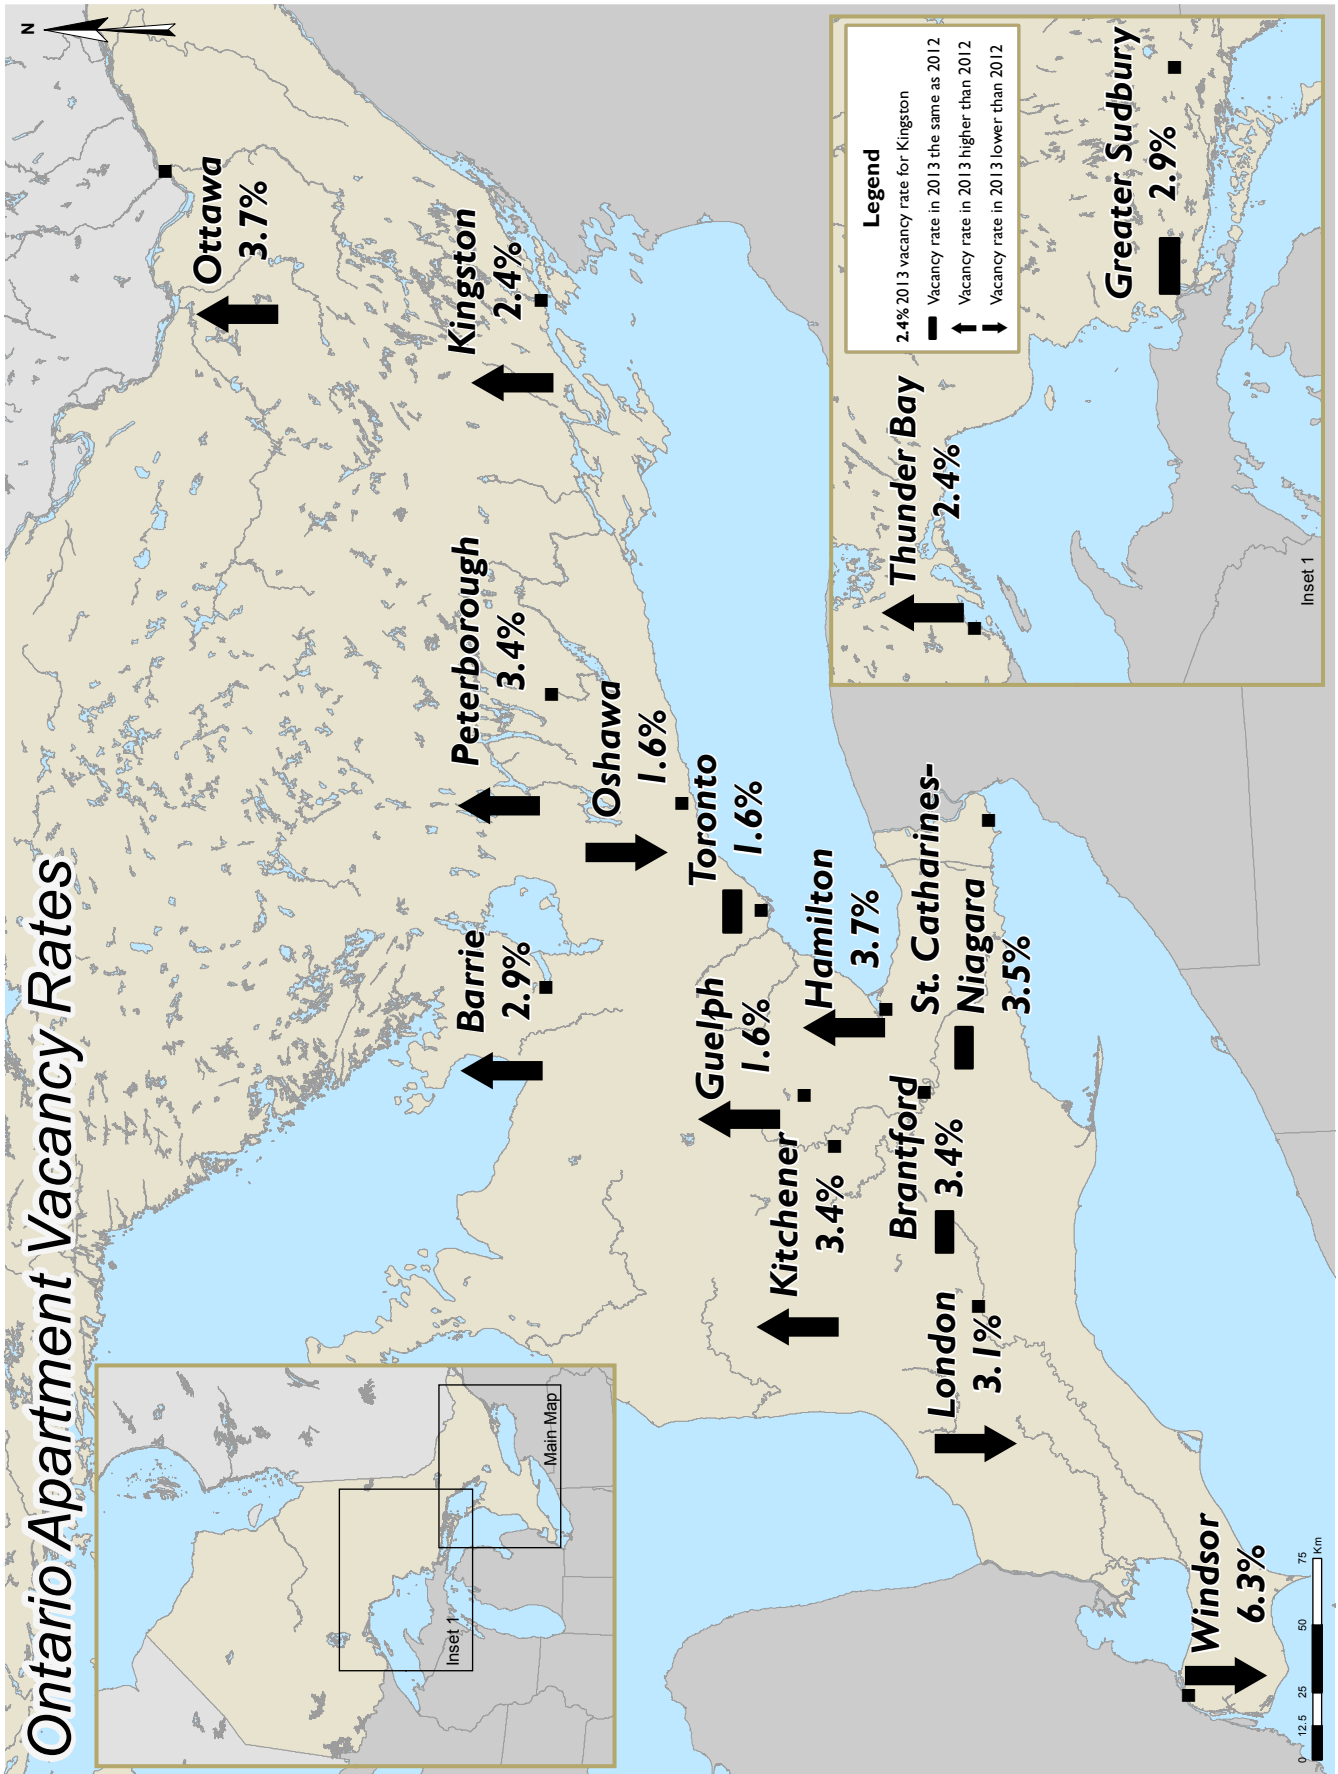 Ontario Apartment Vacancy Rates
N
Ottawa
3.7%
Kingston
2.4%
Peterborough
3.4%
Oshawa
1.6%
Toronto
1.6%
Barrie
2.9%
Guelph
1.6%
Hamilton
3.7%
St. Catharines-
Niagara
3.5%
Kitchener
3.4%
Brantford
3.4%
London
3.1%
Windsor
6.3%
Main Map
Inset 1
0 12.5 25 50 75
Km
Legend
2.4% 2013 vacancy rate for Kingston
Vacancy rate in 2013 the same as 2012
Vacancy rate in 2013 higher than 2012
Vacancy rate in 2013 lower than 2012
Thunder Bay
2.4%
Greater Sudbury
2.9%
Inset 1